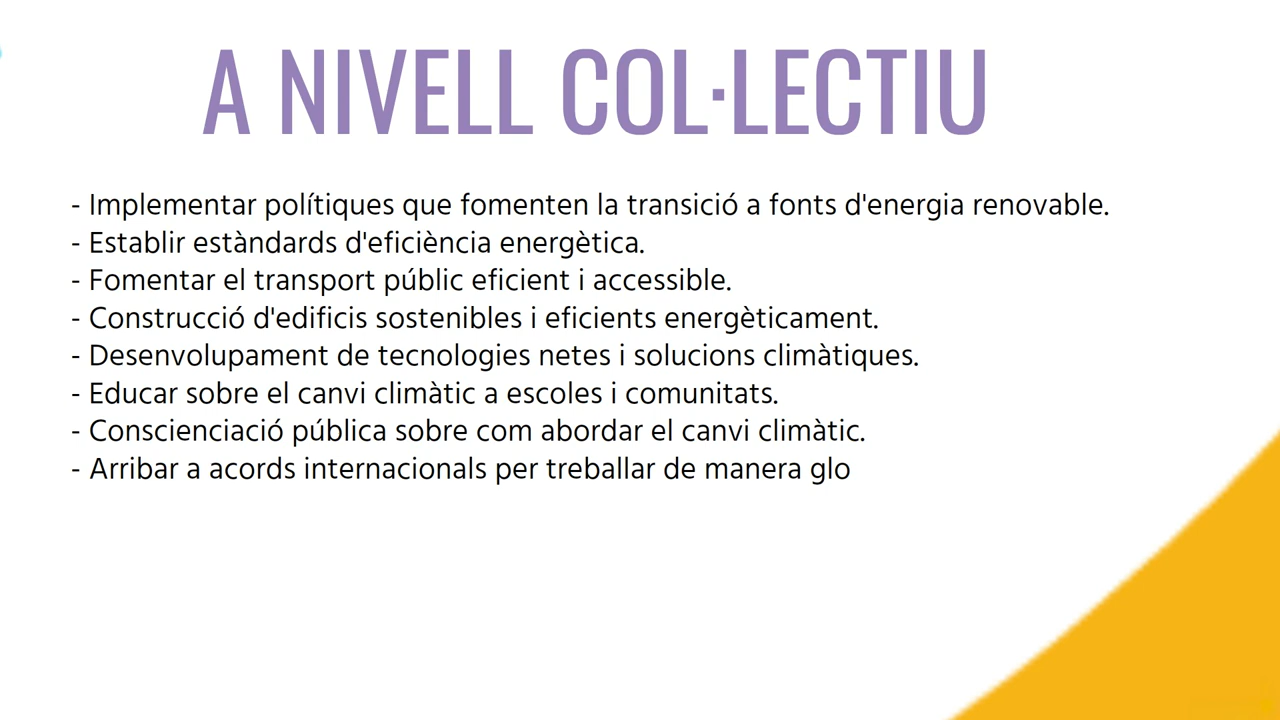 A NIVELL COL·LECTIU
- Implementar polítiques que fomenten la transició a fonts d'energia renovable.
- Establir estàndards d'eficiència energètica.
- Fomentar el transport públic eficient i accessible.
- Construcció d'edificis sostenibles i eficients energèticament.
- Desenvolupament de tecnologies netes i solucions climàtiques.
- Educar sobre el canvi climàtic a escoles i comunitats.
- Conscienciació pública sobre com abordar el canvi climàtic.
- Arribar a acords internacionals per treballar de manera glo